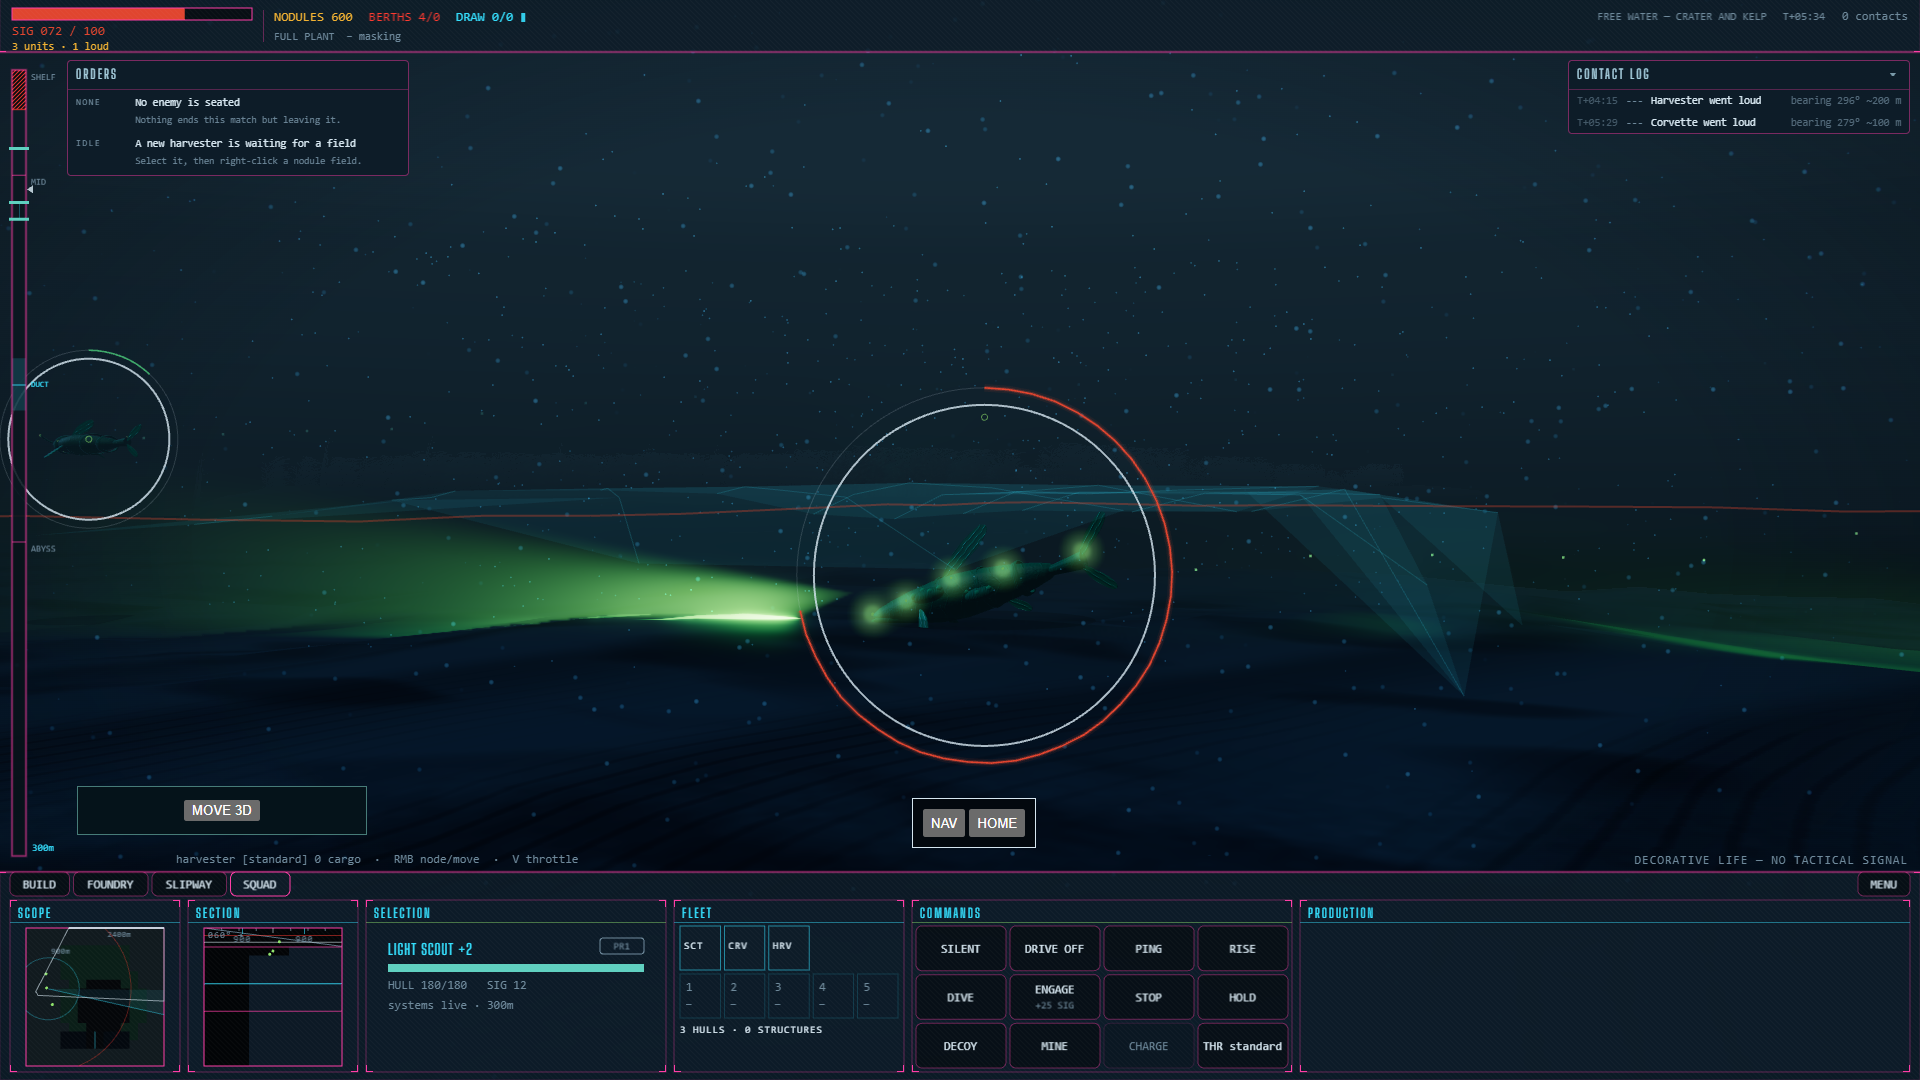 SIG 072 / 100
3 units · 1 loud
NODULES 600 BERTHS 4/0 DRAW 0/0
FULL PLANT - masking
FREE WATER — CRATER AND KELP T+05:34 0 contacts
SHELF
MID
DUCT
ABYSS
300m
ORDERS
NONE No enemy is seated
Nothing ends this match but leaving it.
IDLE A new harvester is waiting for a field
Select it, then right-click a nodule field.
CONTACT LOG
T+04:15 --- Harvester went loud bearing 296° ~200 m
T+05:29 --- Corvette went loud bearing 279° ~100 m
MOVE 3D
NAV HOME
harvester [standard] 0 cargo · RMB node/move · V throttle
DECORATIVE LIFE — NO TACTICAL SIGNAL
BUILD FOUNDRY SLIPWAY SQUAD
MENU
SCOPE
2400m
SECTION
060°
SELECTION
LIGHT SCOUT +2
PR1
HULL 180/180 SIG 12
systems live · 300m
FLEET
SCT CRV HRV
1 2 3 4 5
– – – – –
3 HULLS · 0 STRUCTURES
COMMANDS
SILENT DRIVE OFF PING RISE
DIVE ENGAGE +25 SIG STOP HOLD
DECOY MINE CHARGE THR standard
PRODUCTION